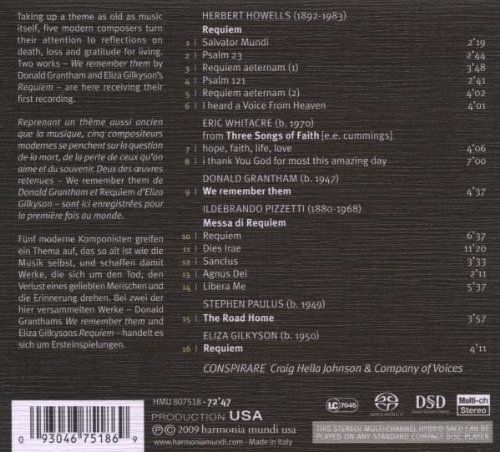 Taking up a theme as old as music
itself, five modern composers turn
their attention to reflections on
death, loss and gratitude for living.
Two works – We remember them by
Donald Grantham and Eliza Gilkyson's
Requiem – are here receiving their
first recording.
Reprenant un thème aussi ancien
que la musique, cinq compositeurs
modernes se penchent sur la question
de la mort, de la perte de ceux qu'on
aime et du souvenir. Deux des œuvres
retenues – We remember them de
de Donald Grantham et Requiem d'Eliza
Gilkyson – sont ici enregistrées pour
la première fois au monde.
Fünf moderne Komponisten greifen
ein Thema auf, das so alt ist wie die
Musik selbst, und schaffen damit
Werke, die sich um den Tod, den
Verlust eines geliebten Menschen und
die Erinnerung drehen. Bei zwei der
hier versammelten Werke – Donald
Granthams We remember them und
Eliza Gilkysons Requiem – handelt es
sich um Ersteinspielungen.
HERBERT HOWELLS (1892-1983)
Requiem
1 | Salvator Mundi 2'19
2 | Psalm 23 2'44
3 | Requiem aeternam (1) 3'48
4 | Psalm 121 2'41
5 | Requiem aeternam (2) 4'02
6 | I heard a Voice From Heaven 4'01
ERIC WHITACRE (b. 1970)
from Three Songs of Faith [e.e. cummings]
7 | hope, faith, life, love 4'06
8 | i thank You God for most this amazing day 7'00
DONALD GRANTHAM (b. 1947)
9 | We remember them 4'37
ILDEBRANDO PIZZETTI (1880-1968)
Messa di Requiem
10 | Requiem 6'37
11 | Dies Irae 11'20
12 | Sanctus 3'33
13 | Agnus Dei 2'11
14 | Libera Me 5'37
STEPHEN PAULUS (b. 1949)
15 | The Road Home 3'57
ELIZA GILKYSON (b. 1950)
16 | Requiem 4'11
CONSPIRARE Craig Hella Johnson & Company of Voices
HMU 807518 - 72'47
PRODUCTION USA
© 2009 harmonia mundi usa
www.harmoniamundi.com - Made in Italy
0 93046 75186 9
LC 7045
DSD
Multi-ch
Stereo
THIS STEREO/MULTI-CHANNEL HYBRID SACD CAN BE
PLAYED ON ANY STANDARD COMPACT DISC PLAYER